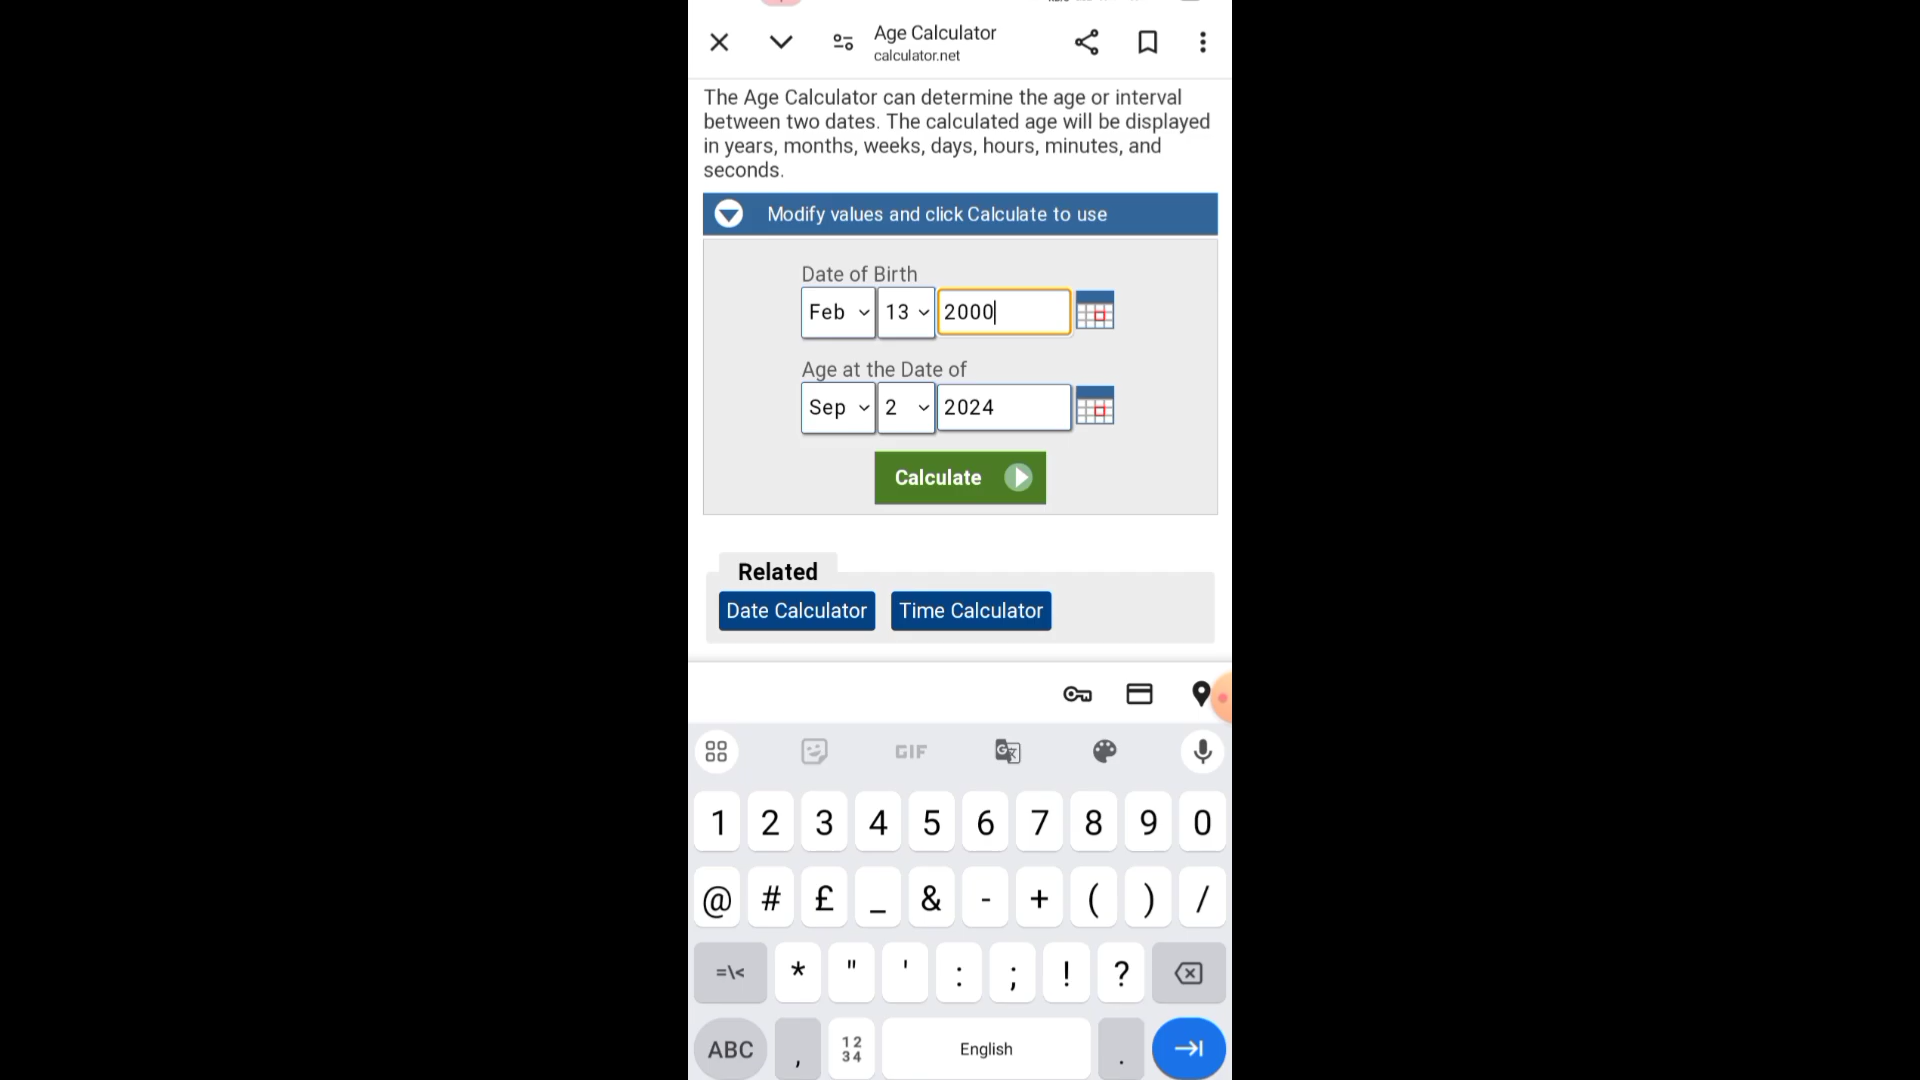 Age Calculator
calculator.net
The Age Calculator can determine the age or interval
between two dates. The calculated age will be displayed
in years, months, weeks, days, hours, minutes, and
seconds.
Modify values and click Calculate to use
Date of Birth
Feb 13 2000
Age at the Date of
Sep 2 2024
Calculate
Related
Date Calculator Time Calculator
GIF
1 2 3 4 5 6 7 8 9 0
@ # £ _ & - + ( ) /
=\< * " ' : ; ! ?
ABC , 12 34 English .